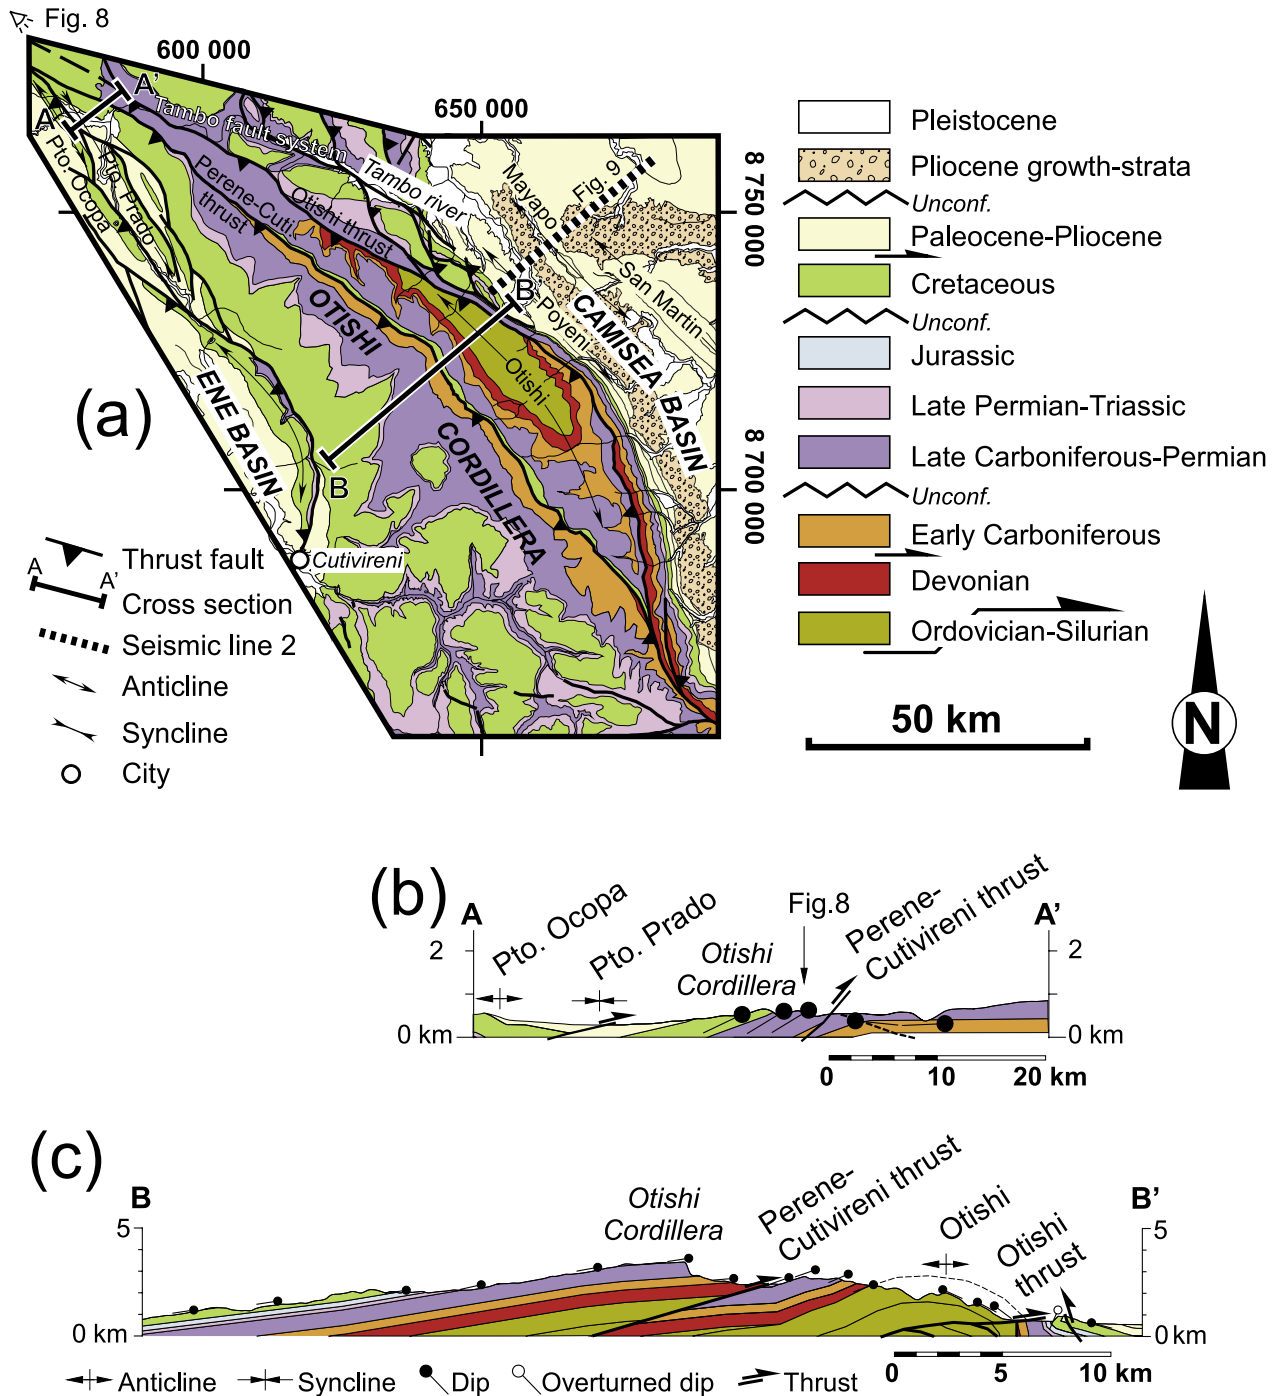 Fig. 8
600 000
650 000
A
A'
Tambo fault system
Pto. Ocopa
Pto. Prado
Perene-Cuti.
thrust
Otishi thrust
Tambo river
Mayapo
Fig. 9
8 750 000
San Martin
B'
Poyeni
CAMISEA BASIN
OTISHI
CORDILLERA
Otishi
ENE BASIN
B
8 700 000
Cutivireni
(a)
Thrust fault
A
A'
Cross section
Seismic line 2
Anticline
Syncline
City
Pleistocene
Pliocene growth-strata
Unconf.
Paleocene-Pliocene
Cretaceous
Unconf.
Jurassic
Late Permian-Triassic
Late Carboniferous-Permian
Unconf.
Early Carboniferous
Devonian
Ordovician-Silurian
50 km
N
(b)
A
A'
Pto. Ocopa
Pto. Prado
Otishi
Cordillera
Fig.8
Perene-
Cutivireni thrust
2
0 km
2
0 km
0
10
20 km
(c)
B
B'
Otishi
Cordillera
Perene-
Cutivireni thrust
Otishi
Otishi
thrust
5
0 km
5
0 km
0
5
10 km
Anticline
Syncline
Dip
Overturned dip
Thrust